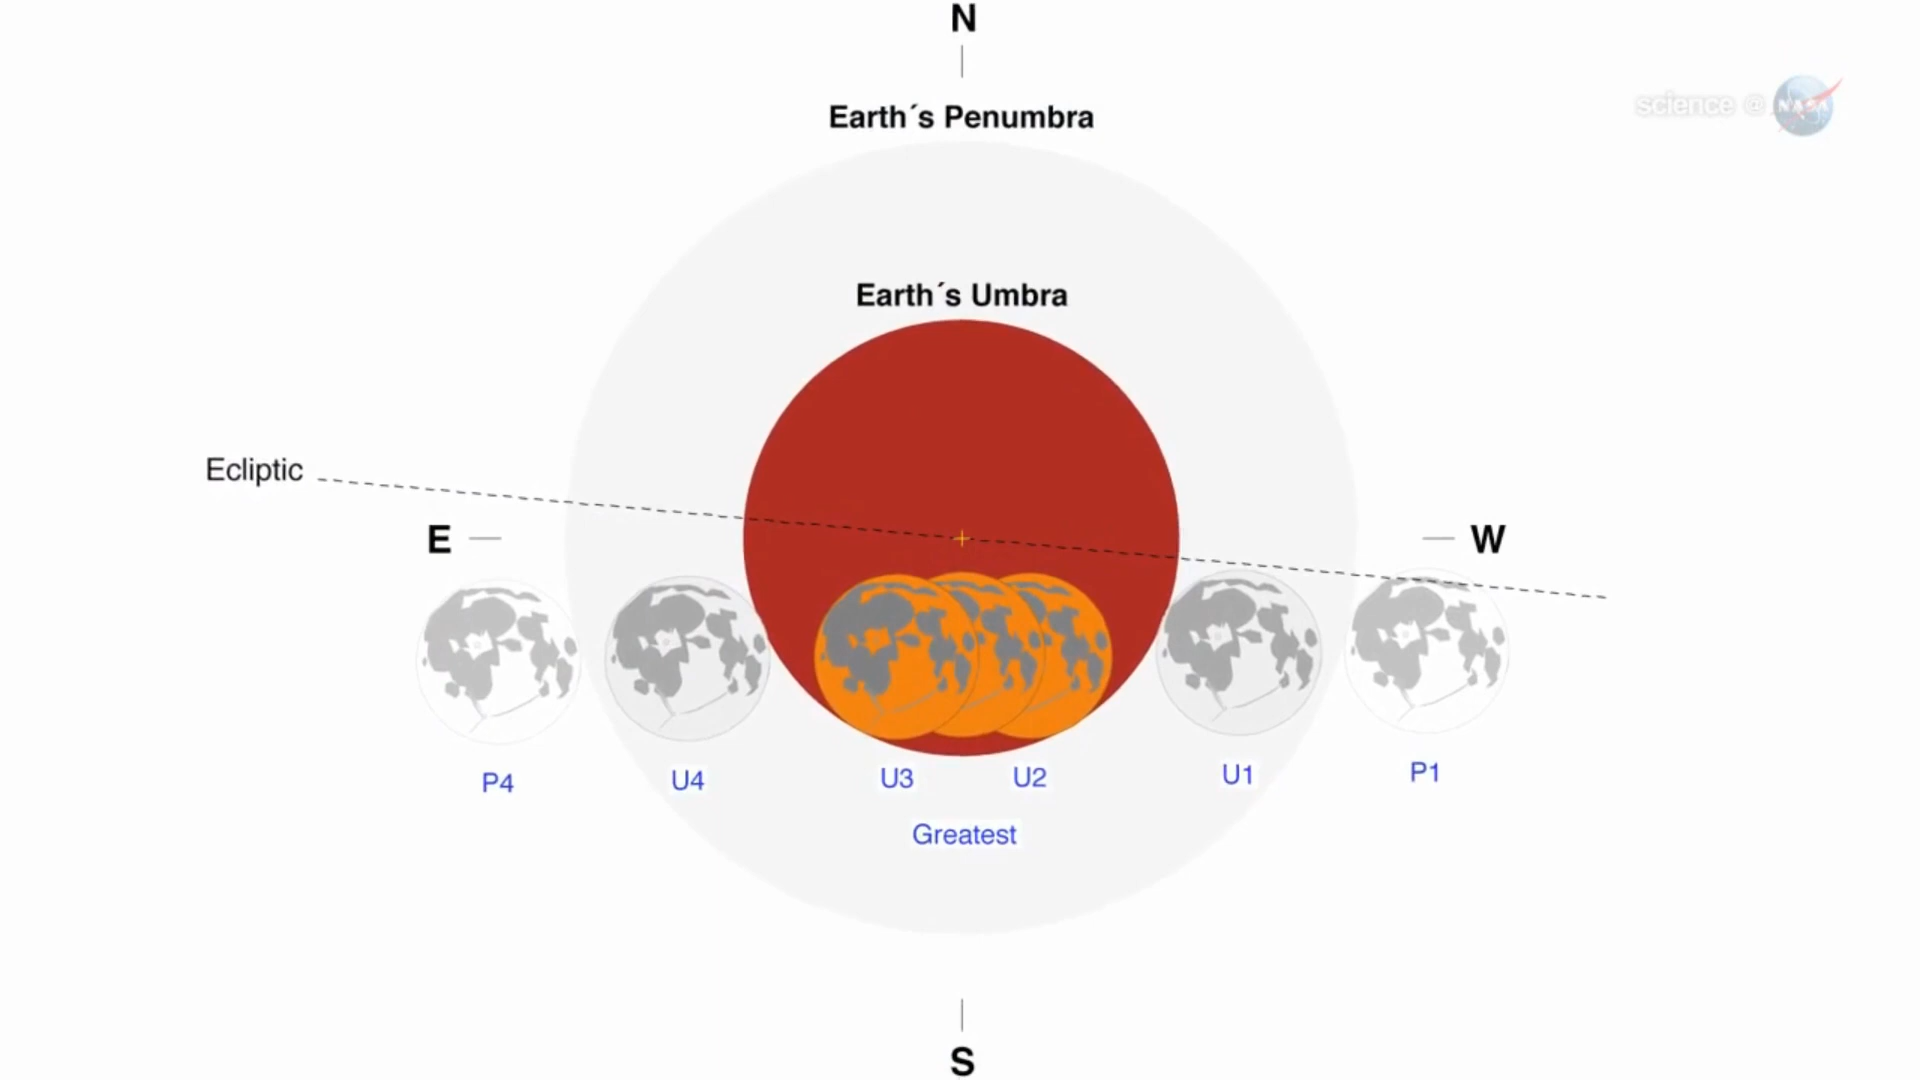 N
science @ NASA
Earth´s Penumbra
Earth´s Umbra
Ecliptic
E
W
P4
U4
U3
U2
U1
P1
Greatest
S